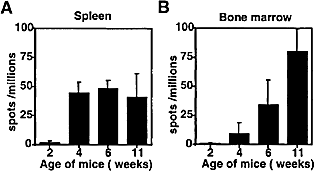 A Spleen
spots /millions
100
75
50
25
0
2 4 6 11
Age of mice ( weeks)
B Bone marrow
spots /millions
100
75
50
25
0
2 4 6 11
Age of mice ( weeks)